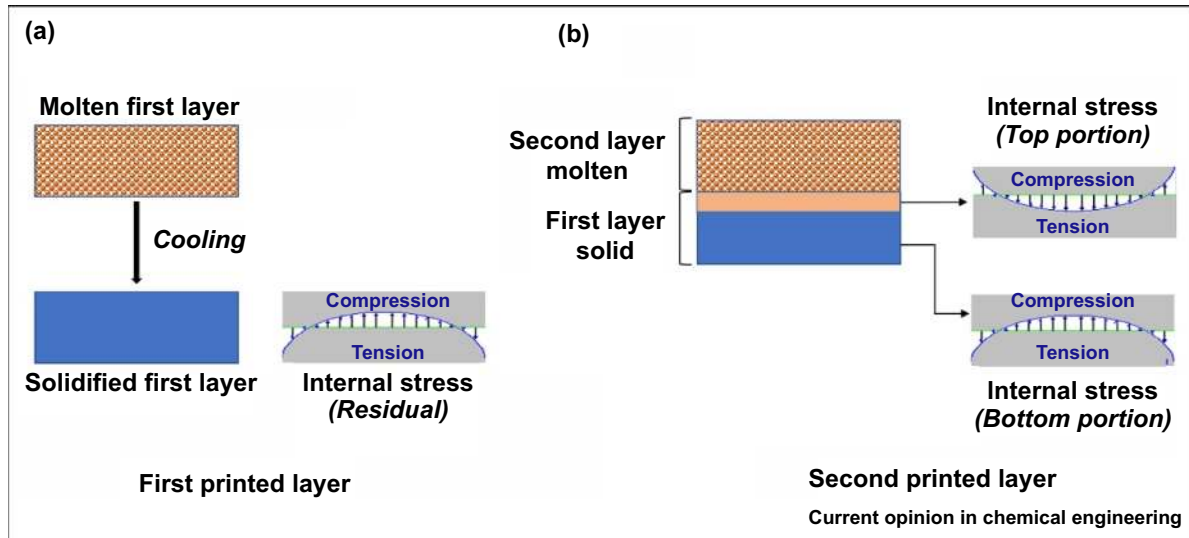 (a)
Molten first layer
Cooling
Compression
Tension
Solidified first layer
Internal stress
(Residual)
First printed layer
(b)
Second layer
molten
First layer
solid
Internal stress
(Top portion)
Compression
Tension
Compression
Tension
Internal stress
(Bottom portion)
Second printed layer
Current opinion in chemical engineering